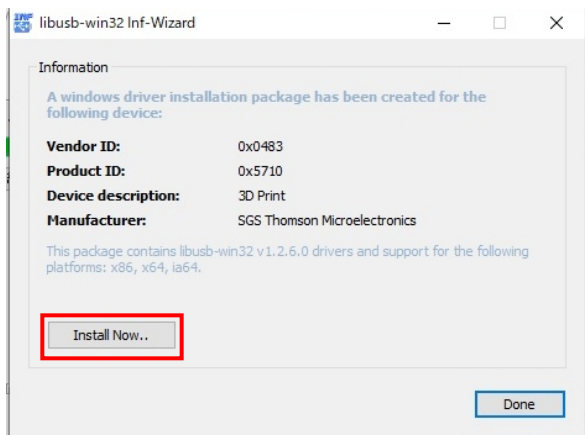 libusb-win32 Inf-Wizard
Information
A windows driver installation package has been created for the
following device:
Vendor ID: 0x0483
Product ID: 0x5710
Device description: 3D Print
Manufacturer: SGS Thomson Microelectronics
This package contains libusb-win32 v1.2.6.0 drivers and support for the following
platforms: x86, x64, ia64.
Install Now..
Done